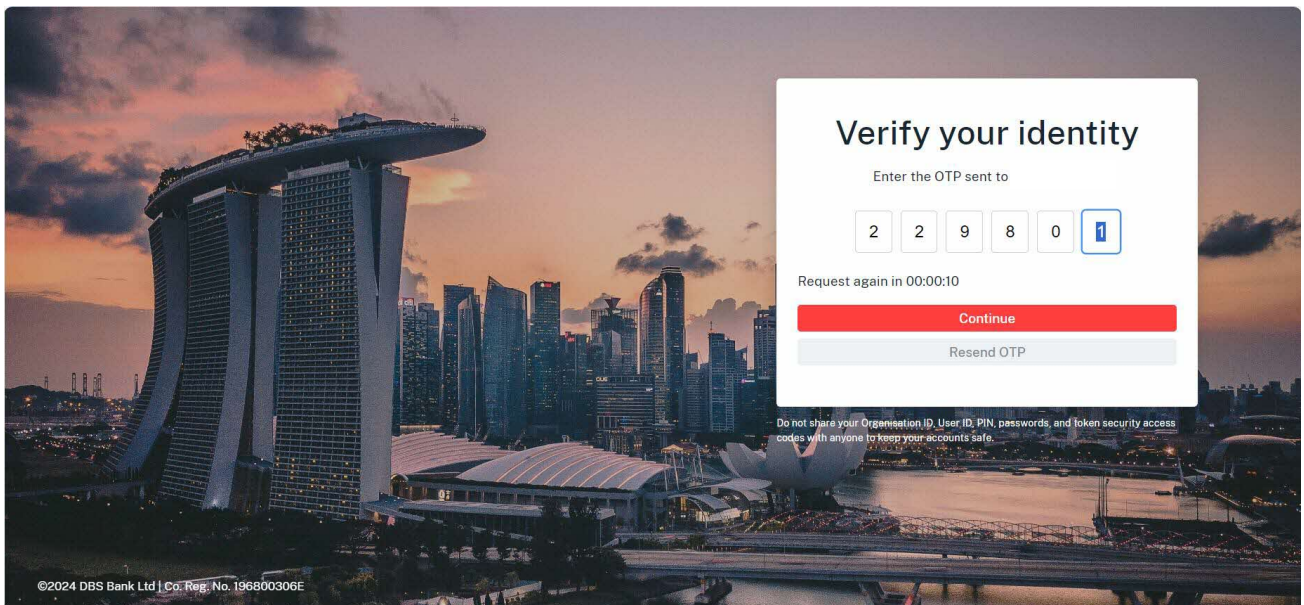 Verify your identity
Enter the OTP sent to
2 2 9 8 0 1
Request again in 00:00:10
Continue
Resend OTP
Do not share your Organisation ID, User ID, PIN, passwords, and token security access
codes with anyone to keep your accounts safe.
©2024 DBS Bank Ltd | Co. Reg. No. 196800306E